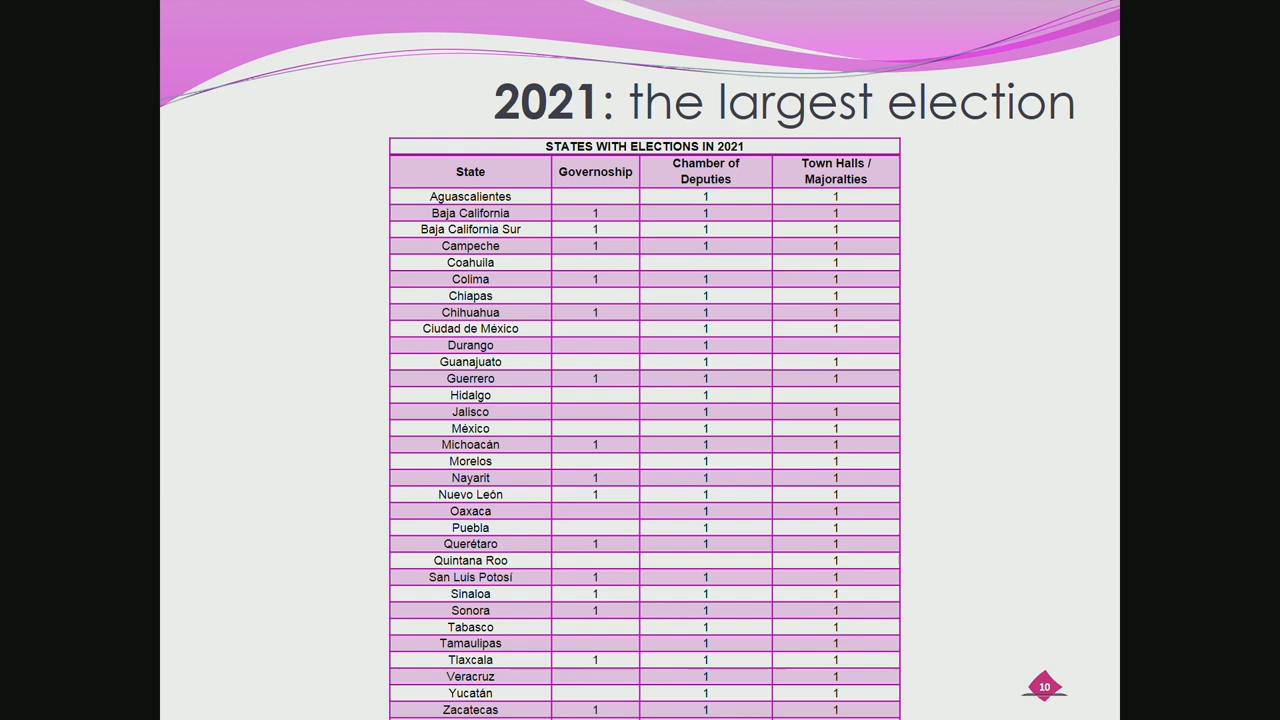 2021: the largest election
STATES WITH ELECTIONS IN 2021
State Governoship Chamber of Deputies Town Halls / Majoralties
Aguascalientes 1 1
Baja California 1 1 1
Baja California Sur 1 1 1
Campeche 1 1 1
Coahuila 1
Colima 1 1 1
Chiapas 1 1
Chihuahua 1 1 1
Ciudad de México 1 1
Durango 1
Guanajuato 1 1
Guerrero 1 1 1
Hidalgo 1
Jalisco 1 1
México 1 1
Michoacán 1 1 1
Morelos 1 1
Nayarit 1 1 1
Nuevo León 1 1 1
Oaxaca 1 1
Puebla 1 1
Querétaro 1 1 1
Quintana Roo 1
San Luis Potosí 1 1 1
Sinaloa 1 1 1
Sonora 1 1 1
Tabasco 1 1
Tamaulipas 1 1
Tlaxcala 1 1 1
Veracruz 1 1
Yucatán 1 1
Zacatecas 1 1 1
10